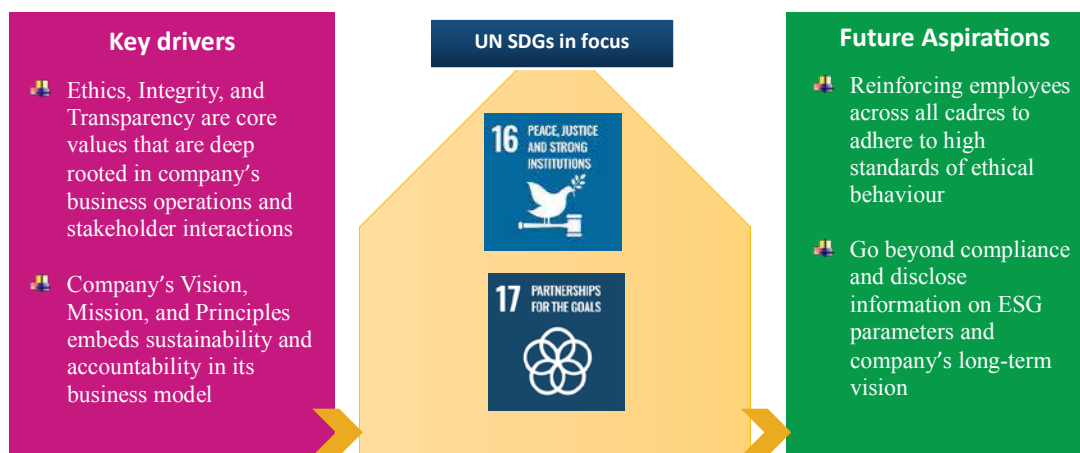 Key drivers
Ethics, Integrity, and
Transparency are core
values that are deep
rooted in company's
business operations and
stakeholder interactions
Company's Vision,
Mission, and Principles
embeds sustainability and
accountability in its
business model
UN SDGs in focus
16 PEACE, JUSTICE
AND STRONG
INSTITUTIONS
17 PARTNERSHIPS
FOR THE GOALS
Future Aspirations
Reinforcing employees
across all cadres to
adhere to high
standards of ethical
behaviour
Go beyond compliance
and disclose
information on ESG
parameters and
company's long-term
vision